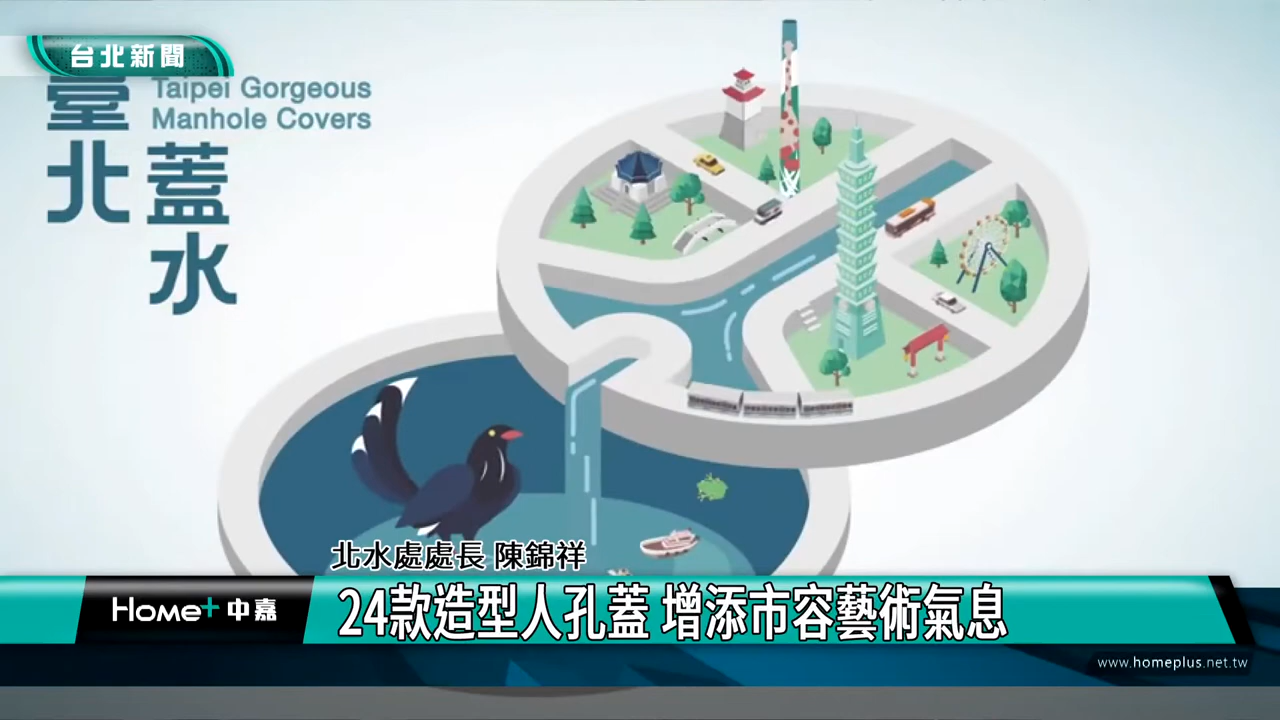 台北新聞
臺北
蓋水
Taipei Gorgeous
Manhole Covers
北水處處長 陳錦祥
Home+ 中嘉
24款造型人孔蓋 增添市容藝術氣息
www.homeplus.net.tw